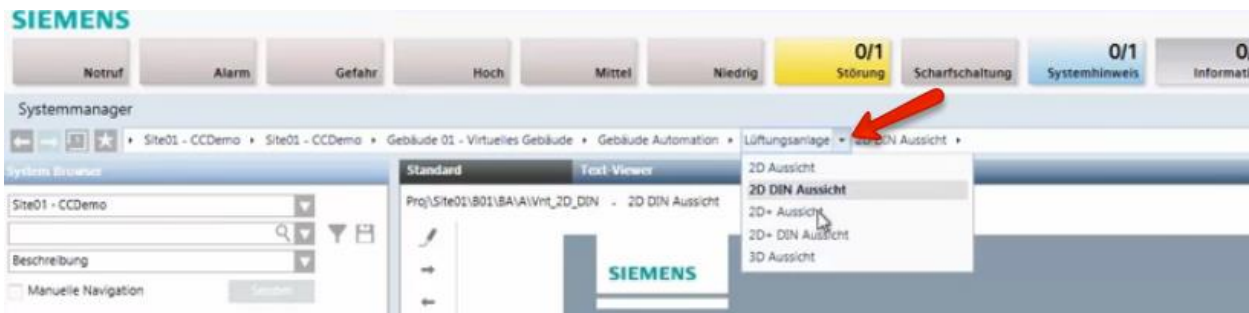 SIEMENS
0/1 0/1
Notruf Alarm Gefahr Hoch Mittel Niedrig Störung Scharfschaltung Systemhinweis Informati
Systemmanager
Site01 - CCDemo Site01 - CCDemo Gebäude 01 - Virtuelles Gebäude Gebäude Automation Lüftungsanlage 2D DIN Aussicht
System Browser Standard Text-Viewer
2D Aussicht
Site01 - CCDemo Proj\Site01\B01\BA\A\Vnt_2D_DIN - 2D DIN Aussicht 2D DIN Aussicht
2D+ Aussicht
2D+ DIN Aussicht
Beschreibung 3D Aussicht
SIEMENS
Manuelle Navigation Senden